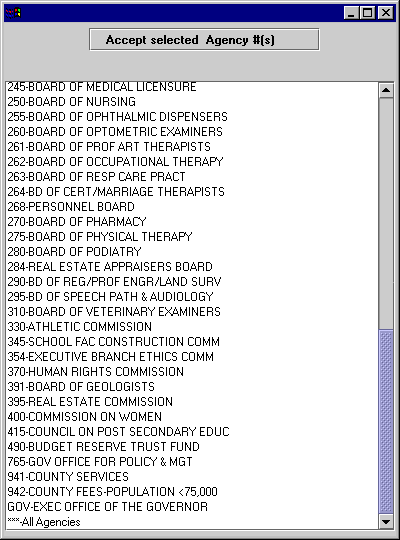 Accept selected Agency #(s)
245-BOARD OF MEDICAL LICENSURE
250-BOARD OF NURSING
255-BOARD OF OPHTHALMIC DISPENSERS
260-BOARD OF OPTOMETRIC EXAMINERS
261-BOARD OF PROF ART THERAPISTS
262-BOARD OF OCCUPATIONAL THERAPY
263-BOARD OF RESP CARE PRACT
264-BD OF CERT/MARRIAGE THERAPISTS
268-PERSONNEL BOARD
270-BOARD OF PHARMACY
275-BOARD OF PHYSICAL THERAPY
280-BOARD OF PODIATRY
284-REAL ESTATE APPRAISERS BOARD
290-BD OF REG/PROF ENGR/LAND SURV
295-BD OF SPEECH PATH & AUDIOLOGY
310-BOARD OF VETERINARY EXAMINERS
330-ATHLETIC COMMISSION
345-SCHOOL FAC CONSTRUCTION COMM
354-EXECUTIVE BRANCH ETHICS COMM
370-HUMAN RIGHTS COMMISSION
391-BOARD OF GEOLOGISTS
395-REAL ESTATE COMMISSION
400-COMMISSION ON WOMEN
415-COUNCIL ON POST SECONDARY EDUC
490-BUDGET RESERVE TRUST FUND
765-GOV OFFICE FOR POLICY & MGT
941-COUNTY SERVICES
942-COUNTY FEES-POPULATION <75,000
GOV-EXEC OFFICE OF THE GOVERNOR
***-All Agencies